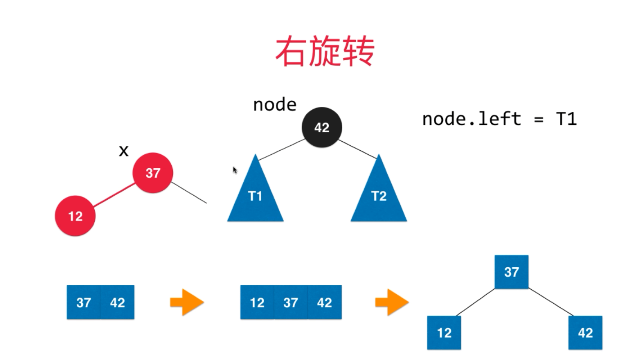 右旋转
node
42
node.left = T1
x
37
12
T1
T2
37 42
12 37 42
37
12
42